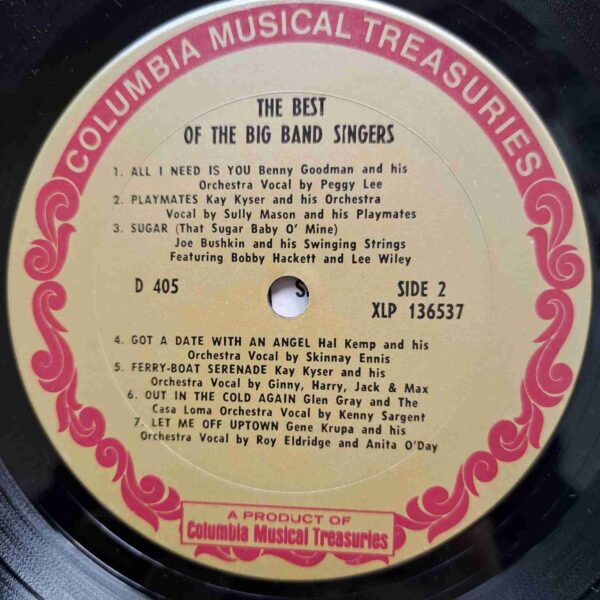 COLUMBIA MUSICAL TREASURIES
THE BEST
OF THE BIG BAND SINGERS
1. ALL I NEED IS YOU Benny Goodman and his
Orchestra Vocal by Peggy Lee
2. PLAYMATES Kay Kyser and his Orchestra
Vocal by Sully Mason and his Playmates
3. SUGAR (That Sugar Baby O' Mine)
Joe Bushkin and his Swinging Strings
Featuring Bobby Hackett and Lee Wiley
D 405
S
SIDE 2
XLP 136537
4. GOT A DATE WITH AN ANGEL Hal Kemp and his
Orchestra Vocal by Skinnay Ennis
5. FERRY-BOAT SERENADE Kay Kyser and his
Orchestra Vocal by Ginny, Harry, Jack & Max
6. OUT IN THE COLD AGAIN Glen Gray and The
Casa Loma Orchestra Vocal by Kenny Sargent
7. LET ME OFF UPTOWN Gene Krupa and his
Orchestra Vocal by Roy Eldridge and Anita O'Day
A PRODUCT OF
Columbia Musical Treasuries